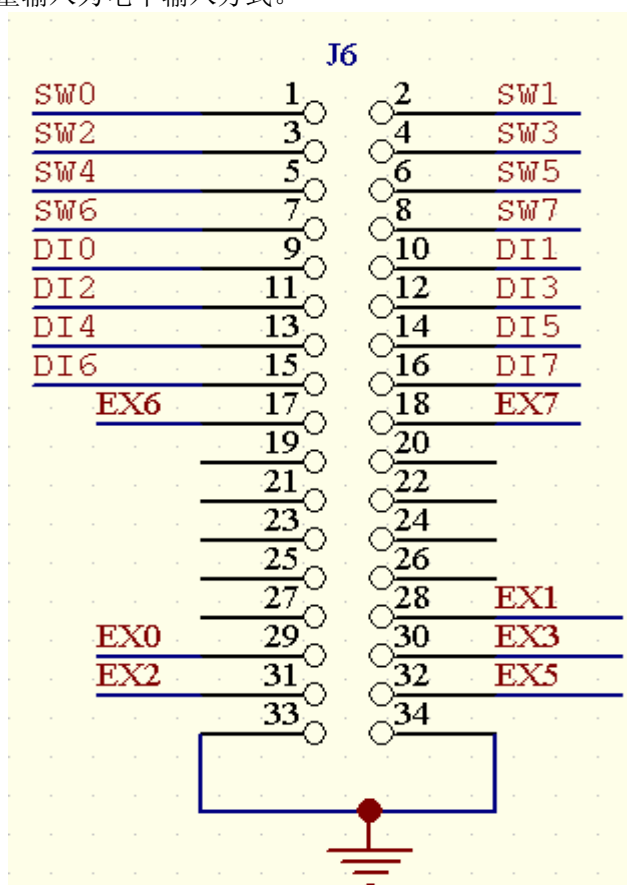 J6
SW0 1 2 SW1
SW2 3 4 SW3
SW4 5 6 SW5
SW6 7 8 SW7
DI0 9 10 DI1
DI2 11 12 DI3
DI4 13 14 DI5
DI6 15 16 DI7
EX6 17 18 EX7
19 20
21 22
23 24
25 26
27 28 EX1
EX0 29 30 EX3
EX2 31 32 EX5
33 34